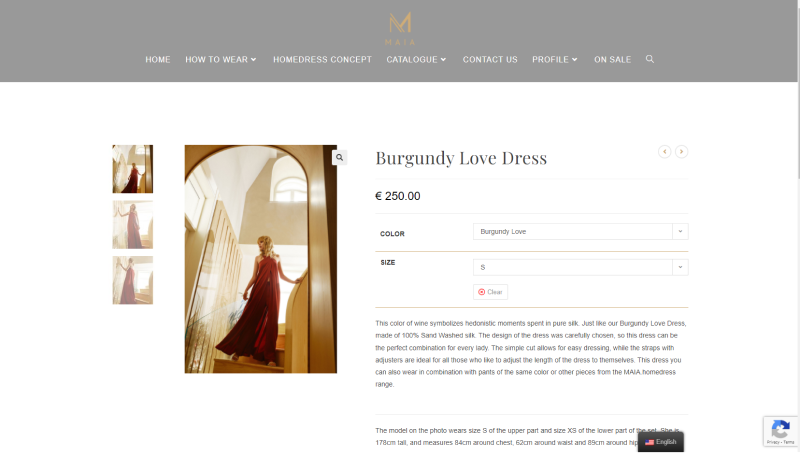 MAIA
HOME HOW TO WEAR HOMEDRESS CONCEPT CATALOGUE CONTACT US PROFILE ON SALE
Burgundy Love Dress
€ 250.00
COLOR Burgundy Love
SIZE S
Clear
This color of wine symbolizes hedonistic moments spent in pure silk. Just like our Burgundy Love Dress,
made of 100% Sand Washed silk. The design of the dress was carefully chosen, so this dress can
be the perfect combination for every lady. The simple cut allows for easy dressing, while the straps with
adjusters are ideal for all those who like to adjust the length of the dress to themselves. This dress you
can also wear in combination with pants of the same color or other pieces from the MAIA homedress
range.
The model on the photo wears size S of the upper part and size XS of the lower part of the set. She is
178cm tall, and measures 84cm around chest, 62cm around waist and 89cm around hip
English
Privacy - Terms